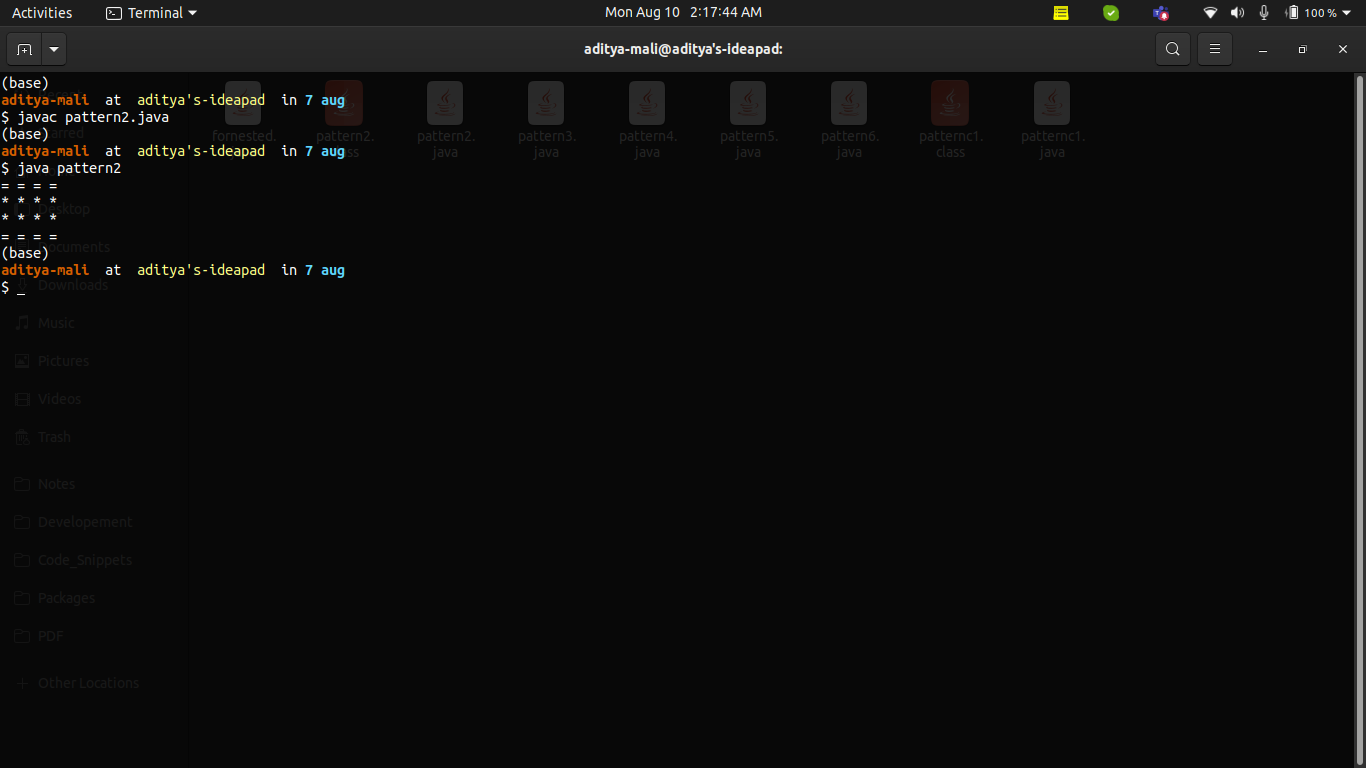 Activities
Terminal
Mon Aug 10 2:17:44 AM
100 %
aditya-mali@aditya's-ideapad:
(base)
aditya-mali at aditya's-ideapad in 7 aug
$ javac pattern2.java
(base)
aditya-mali at aditya's-ideapad in 7 aug
$ java pattern2
= = = =
* * * *
* * * *
= = = =
(base)
aditya-mali at aditya's-ideapad in 7 aug
$ _
fornested.
pattern2.
pattern2.
java
pattern3.
java
pattern4.
java
pattern5.
java
pattern6.
java
patternc1.
class
patternc1.
java
Desktop
Documents
Downloads
Music
Pictures
Videos
Trash
Notes
Developement
Code_Snippets
Packages
PDF
+ Other Locations